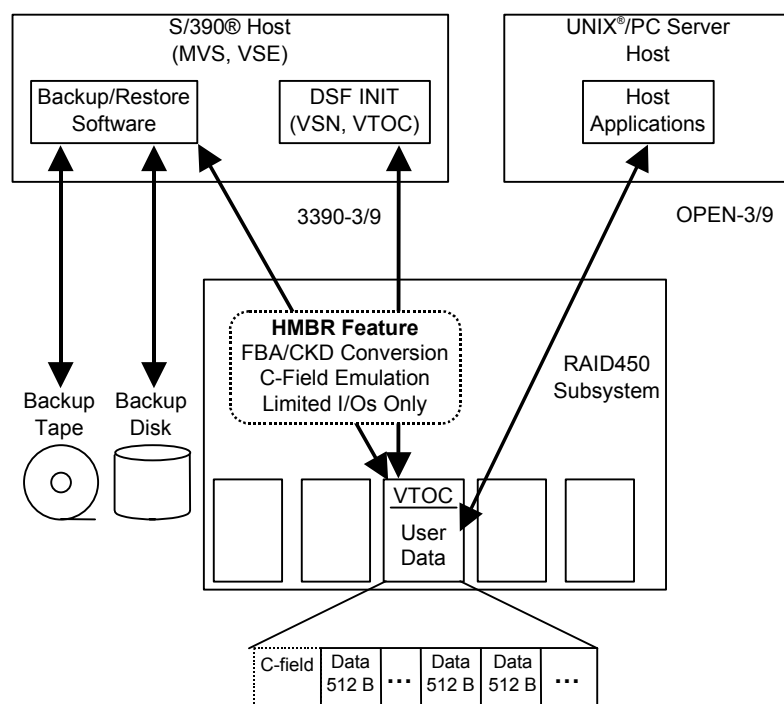 S/390® Host
(MVS, VSE)
UNIX®/PC Server
Host
Backup/Restore
Software
DSF INIT
(VSN, VTOC)
Host
Applications
3390-3/9
OPEN-3/9
HMBR Feature
FBA/CKD Conversion
C-Field Emulation
Limited I/Os Only
RAID450
Subsystem
Backup
Tape
Backup
Disk
VTOC
User
Data
C-field
Data
512 B
...
Data
512 B
Data
512 B
...